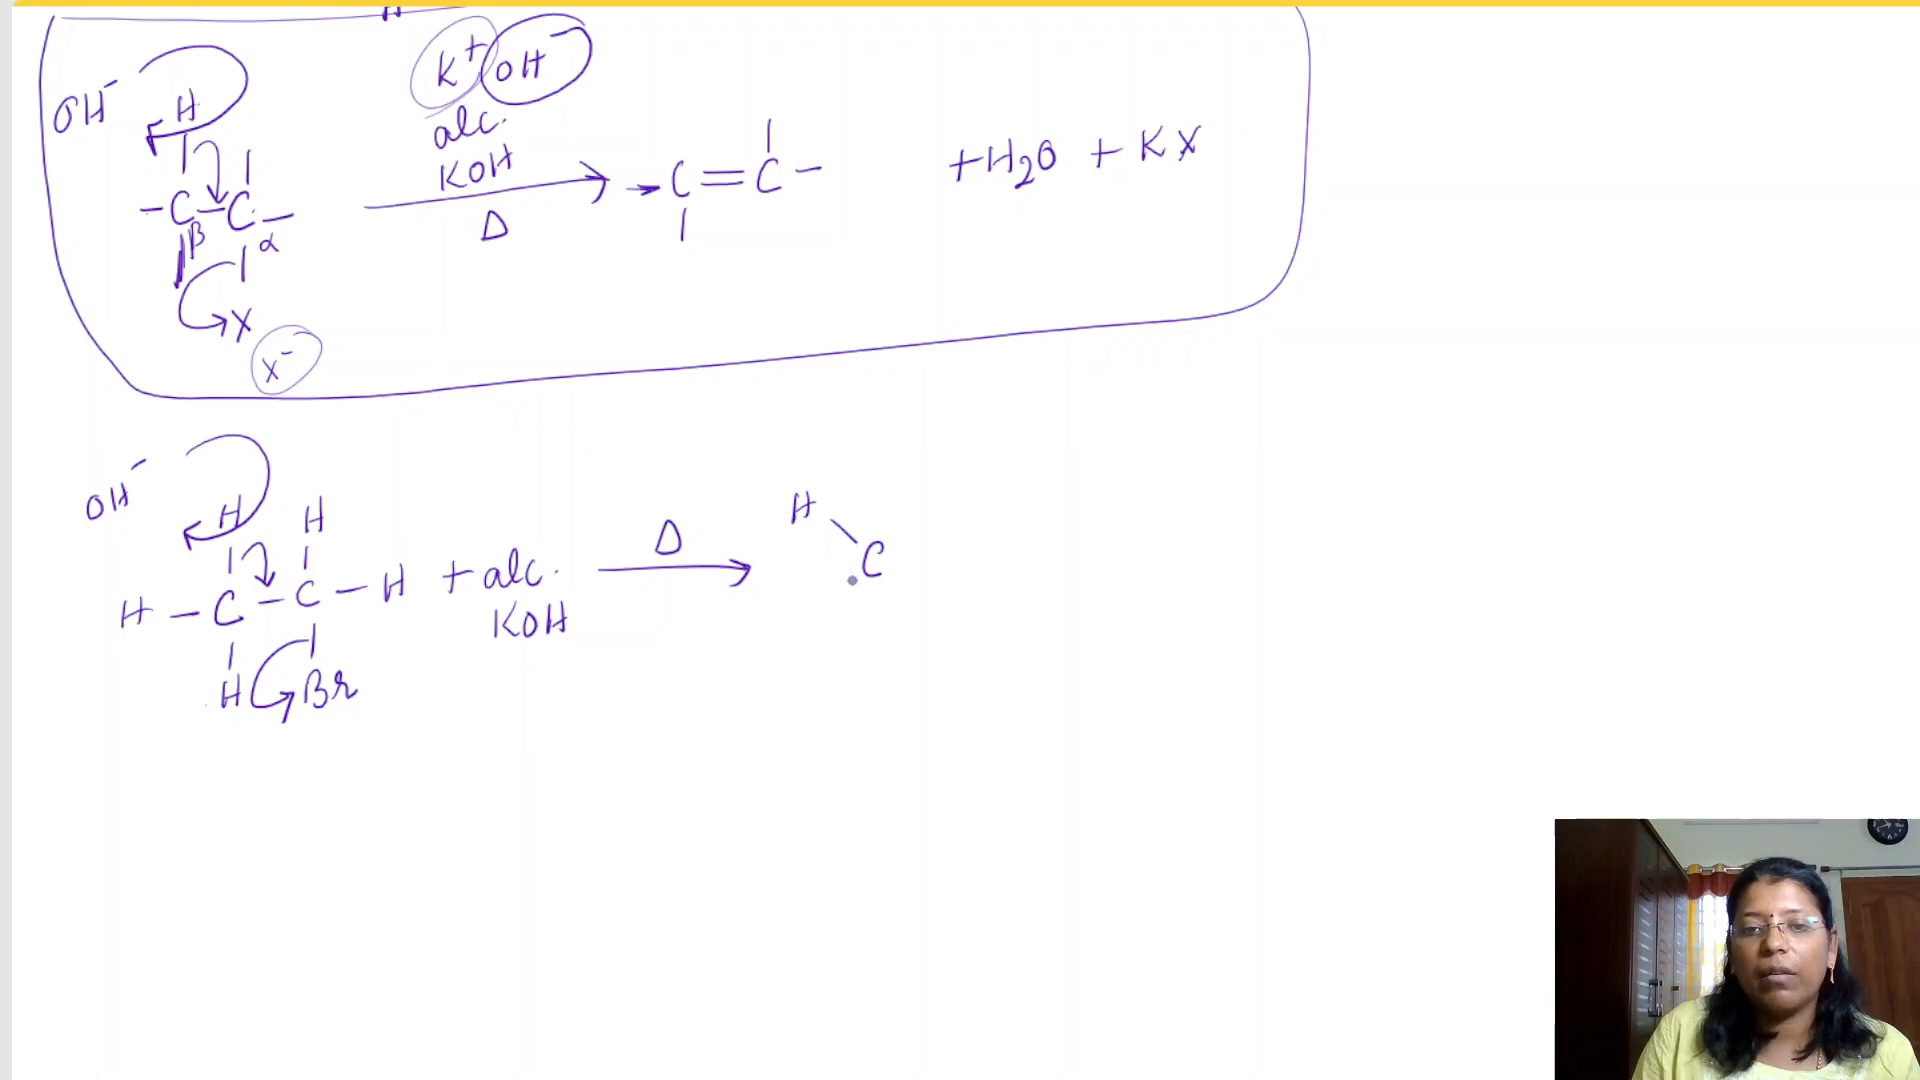 K⁺ OH⁻
OH⁻
H
alc.
KOH
Δ
-C-C-
β α
X
X⁻
→C=C- +H₂O + KX
OH⁻
H H
H-C-C-H + alc. KOH
Δ
H Br
H
C